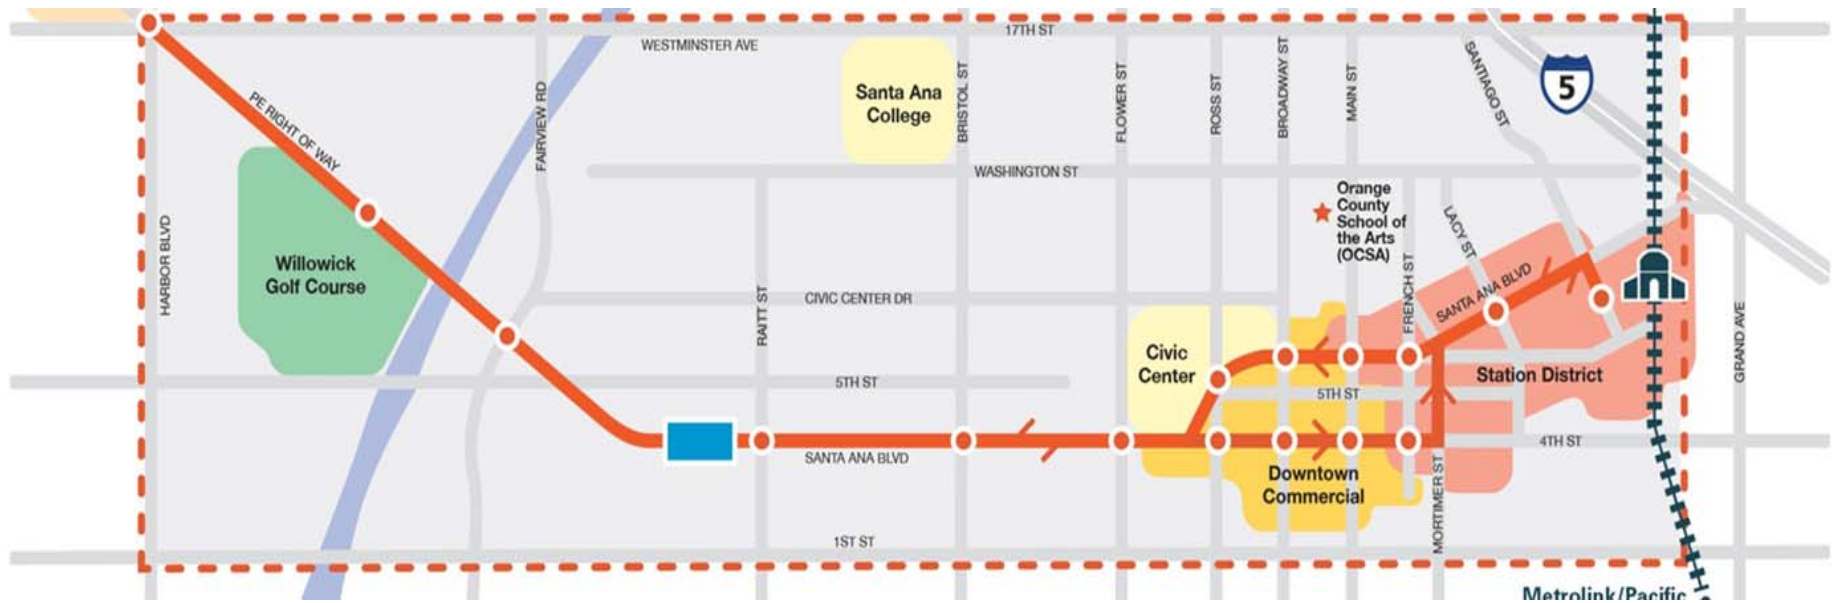 17TH ST
WESTMINSTER AVE
PE RIGHT OF WAY
FAIRVIEW RD
Santa Ana
College
BRISTOL ST
FLOWER ST
ROSS ST
BROADWAY ST
MAIN ST
SANTIAGO ST
5
WASHINGTON ST
Orange
County
School of
the Arts
(OCSA)
LACY ST
HARBOR BLVD
Willowick
Golf Course
RAITT ST
CIVIC CENTER DR
FRENCH ST
SANTA ANA BLVD
GRAND AVE
Civic
Center
5TH ST
5TH ST
Station District
SANTA ANA BLVD
4TH ST
Downtown
Commercial
MORTIMER ST
1ST ST
Metrolink/Pacific